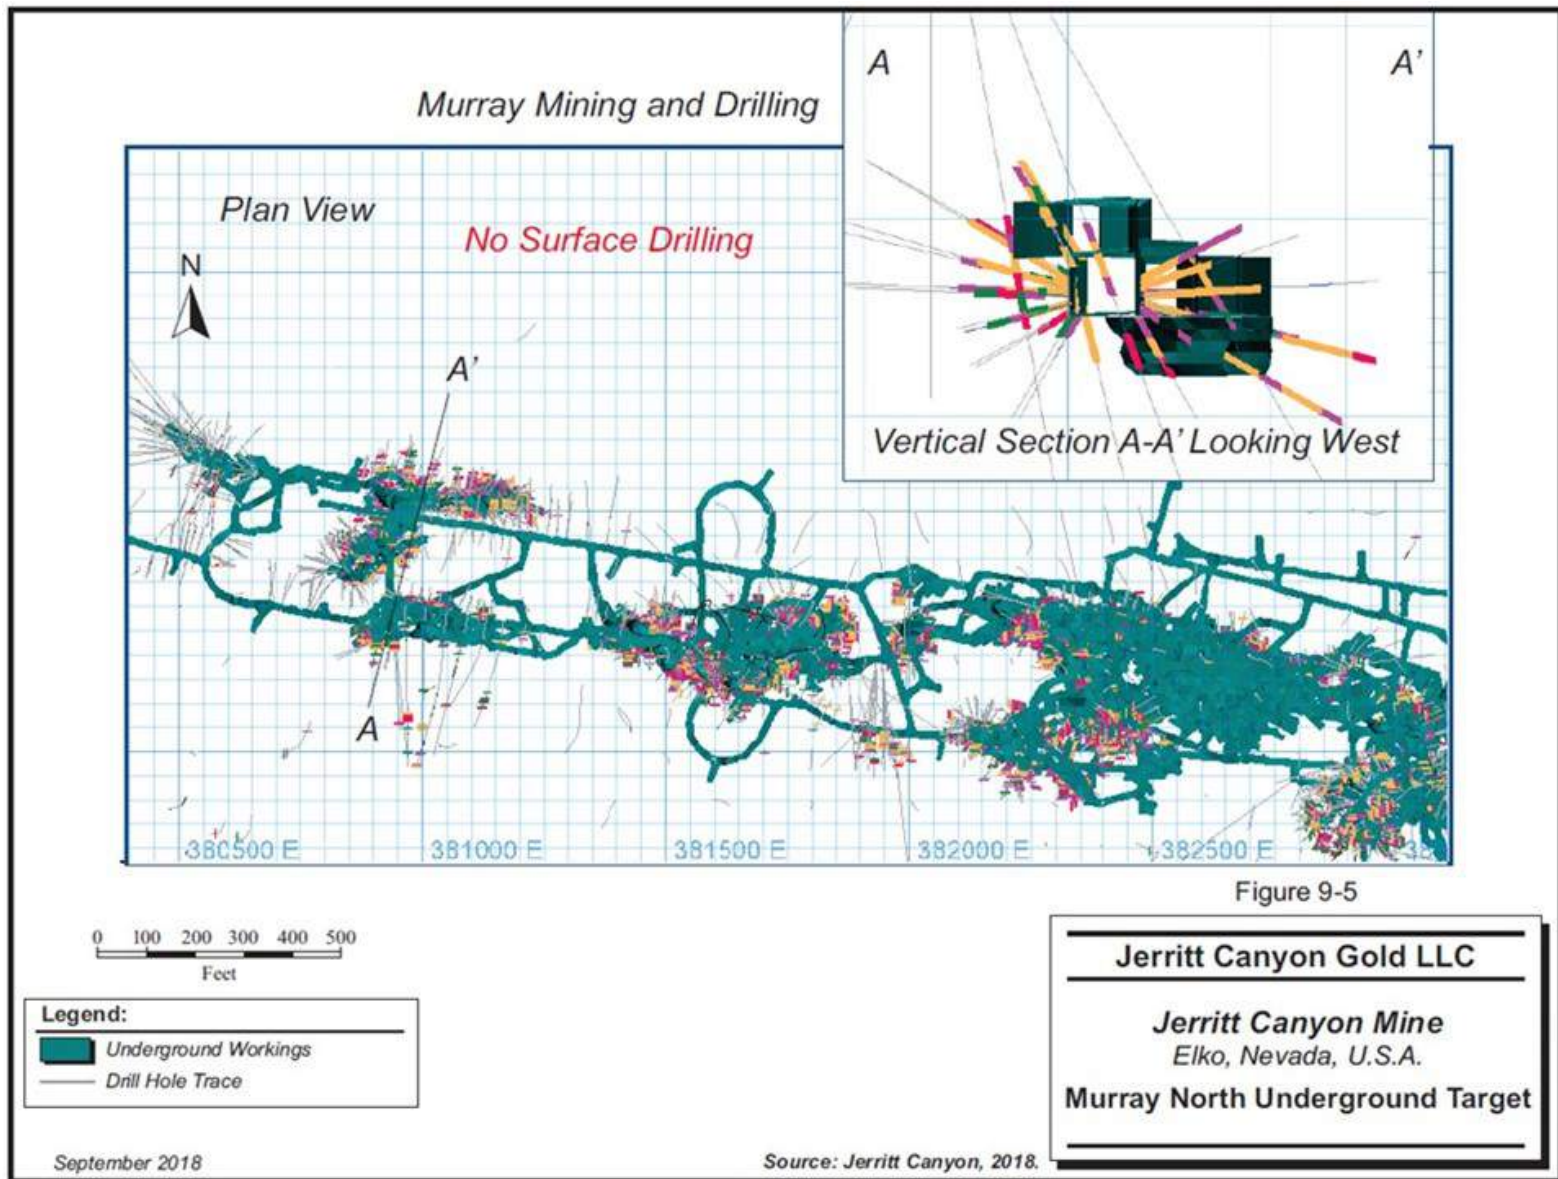 A
A'
Murray Mining and Drilling
Plan View
No Surface Drilling
N
Vertical Section A-A' Looking West
A'
A
380500 E
381000 E
381500 E
382000 E
382500 E
Figure 9-5
0 100 200 300 400 500
Feet
Jerritt Canyon Gold LLC
Legend:
Underground Workings
Drill Hole Trace
Jerritt Canyon Mine
Elko, Nevada, U.S.A.
Murray North Underground Target
September 2018
Source: Jerritt Canyon, 2018.